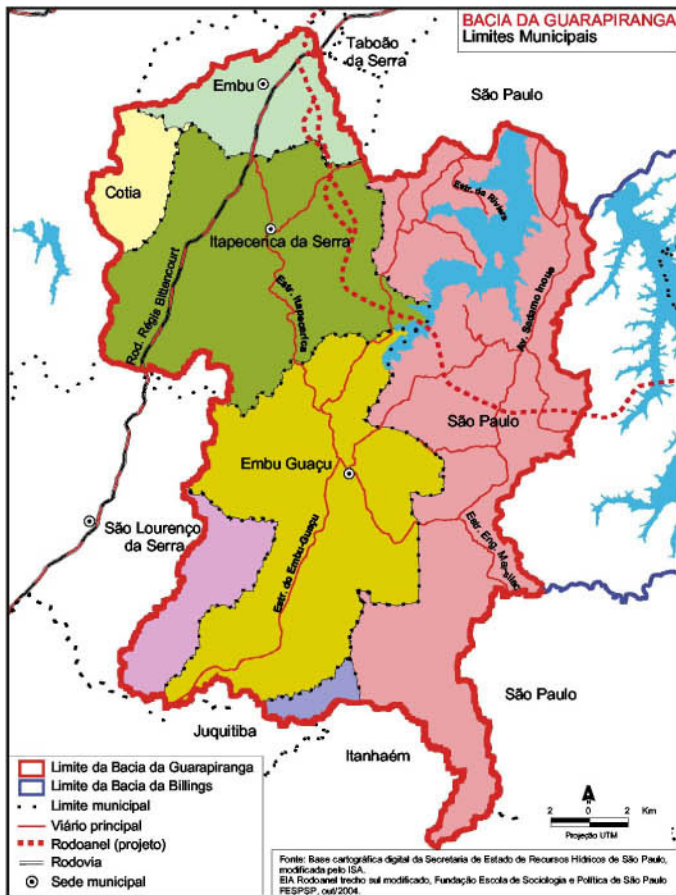 BACIA DA GUARAPIRANGA
Limites Municipais
Taboão
da Serra
Embu
São Paulo
Cotia
Estr. da Riviera
Itapecerica da Serra
Rod. Régis Bittencourt
Estr. Itapecerica
Av. Sadamo Inoue
São Paulo
Embu Guaçu
São Lourenço
da Serra
Estr. do Embu-Guaçu
Estr. Eng. Marsilac
São Paulo
Juquitiba
Itanhaém
Limite da Bacia da Guarapiranga
Limite da Bacia da Billings
Limite municipal
Viário principal
Rodoanel (projeto)
Rodovia
Sede municipal
N
2 0 2 Km
Projeção UTM
Fonte: Base cartográfica digital da Secretaria de Estado de Recursos Hídricos de São Paulo,
modificada pelo ISA.
EIA Rodoanel trecho sul modificado, Fundação Escola de Sociologia e Política de São Paulo
FESPSP, out/2004.